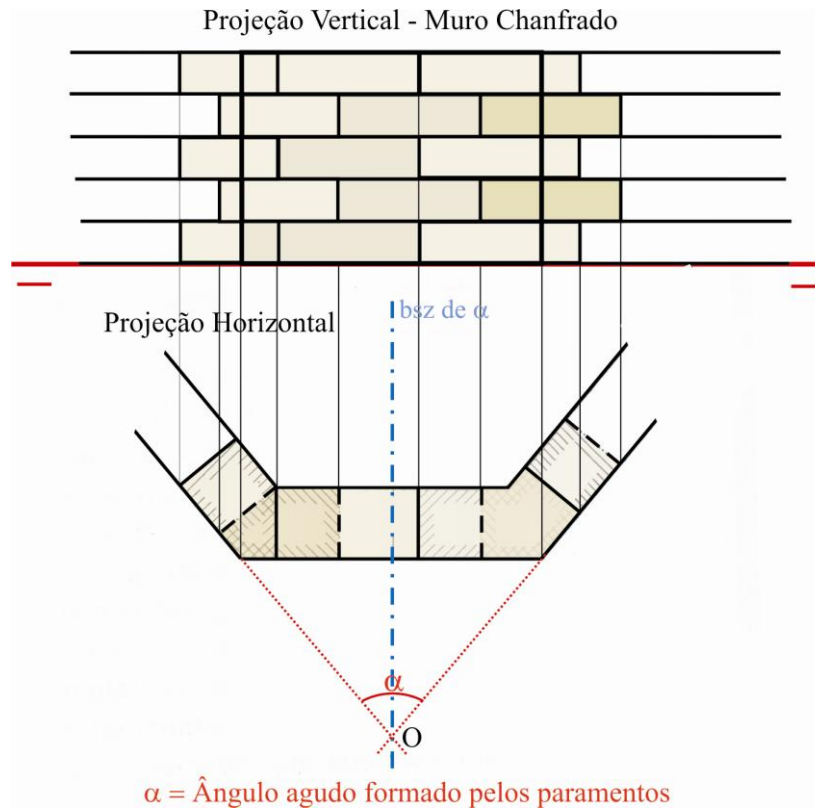 Projeção Vertical - Muro Chanfrado
bsz de α
Projeção Horizontal
α
O
α = Ângulo agudo formado pelos paramentos